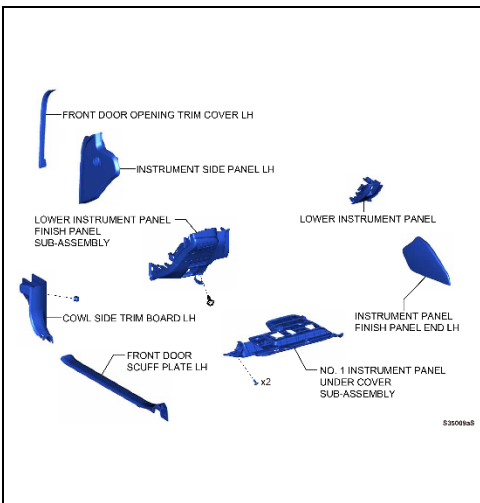 FRONT DOOR OPENING TRIM COVER LH
INSTRUMENT SIDE PANEL LH
LOWER INSTRUMENT PANEL
FINISH PANEL
SUB-ASSEMBLY
LOWER INSTRUMENT PANEL
COWL SIDE TRIM BOARD LH
INSTRUMENT PANEL
FINISH PANEL END LH
FRONT DOOR
SCUFF PLATE LH
x2
NO. 1 INSTRUMENT PANEL
UNDER COVER
SUB-ASSEMBLY
S35009aS